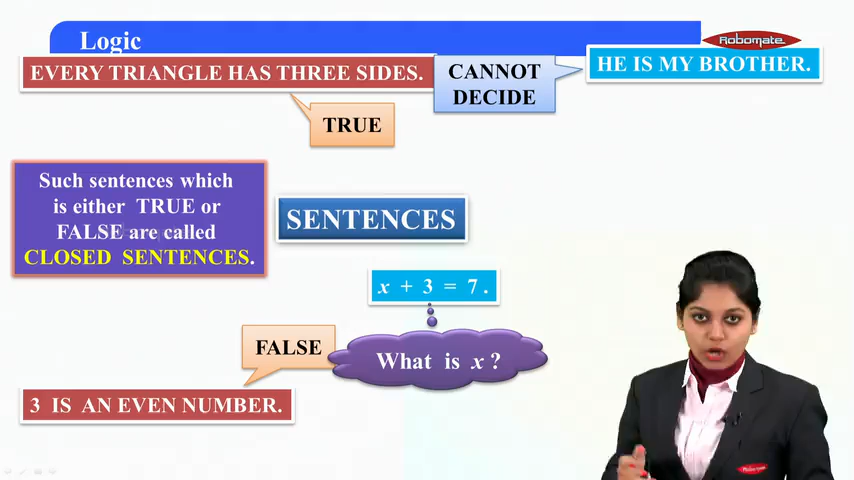 Logic
Robomate
EVERY TRIANGLE HAS THREE SIDES.
CANNOT
DECIDE
HE IS MY BROTHER.
TRUE
Such sentences which
is either TRUE or
FALSE are called
CLOSED SENTENCES.
SENTENCES
x + 3 = 7 .
What is x ?
FALSE
3 IS AN EVEN NUMBER.